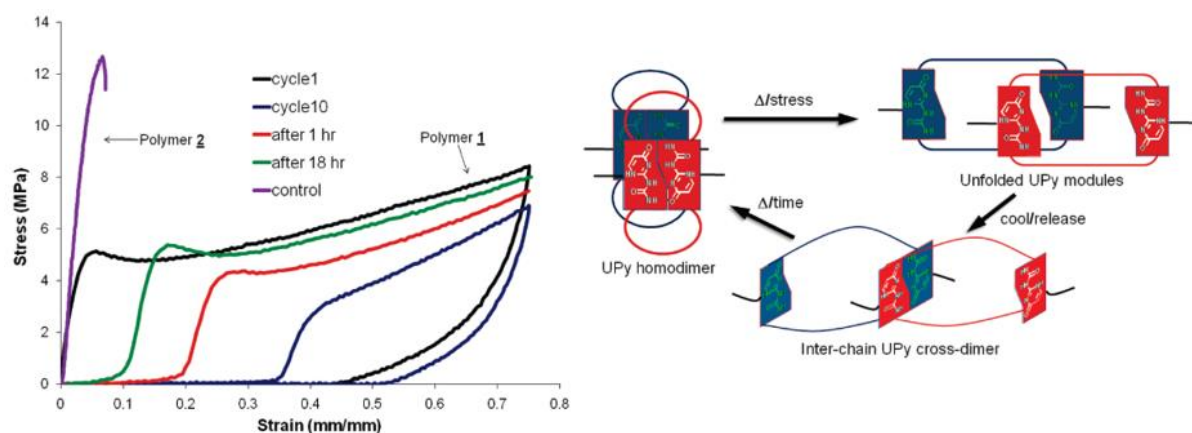 14
12
10
8
6
4
2
0
Stress (MPa)
0
0.1
0.2
0.3
0.4
0.5
0.6
0.7
0.8
Strain (mm/mm)
Polymer 2
cycle1
cycle10
after 1 hr
after 18 hr
control
Polymer 1
UPy homodimer
Δ/stress
Unfolded UPy modules
cool/release
Inter-chain UPy cross-dimer
Δ/time